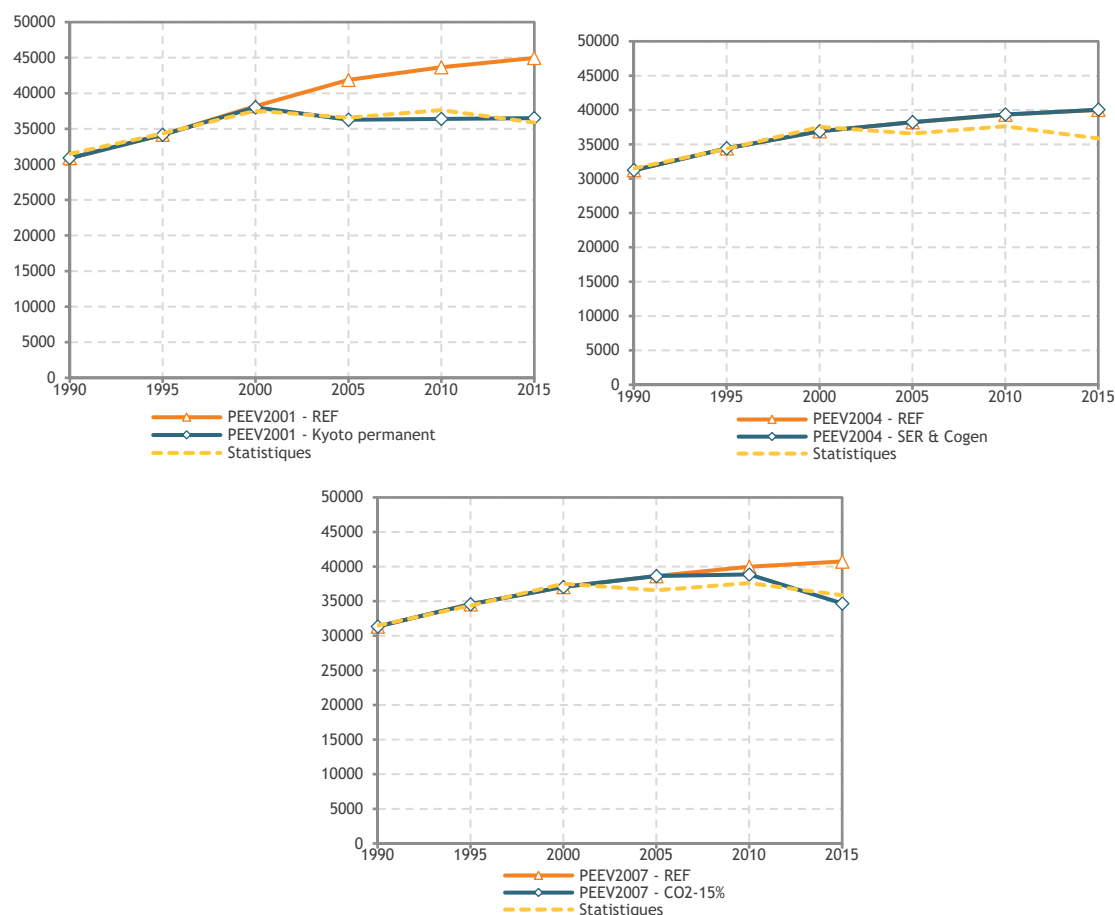 50000
45000
40000
35000
30000
25000
20000
15000
10000
5000
0
1990 1995 2000 2005 2010 2015
PEEV2001 - REF
PEEV2001 - Kyoto permanent
Statistiques
50000
45000
40000
35000
30000
25000
20000
15000
10000
5000
0
1990 1995 2000 2005 2010 2015
PEEV2004 - REF
PEEV2004 - SER & Cogen
Statistiques
50000
45000
40000
35000
30000
25000
20000
15000
10000
5000
0
1990 1995 2000 2005 2010 2015
PEEV2007 - REF
PEEV2007 - CO2-15%
Statistiques